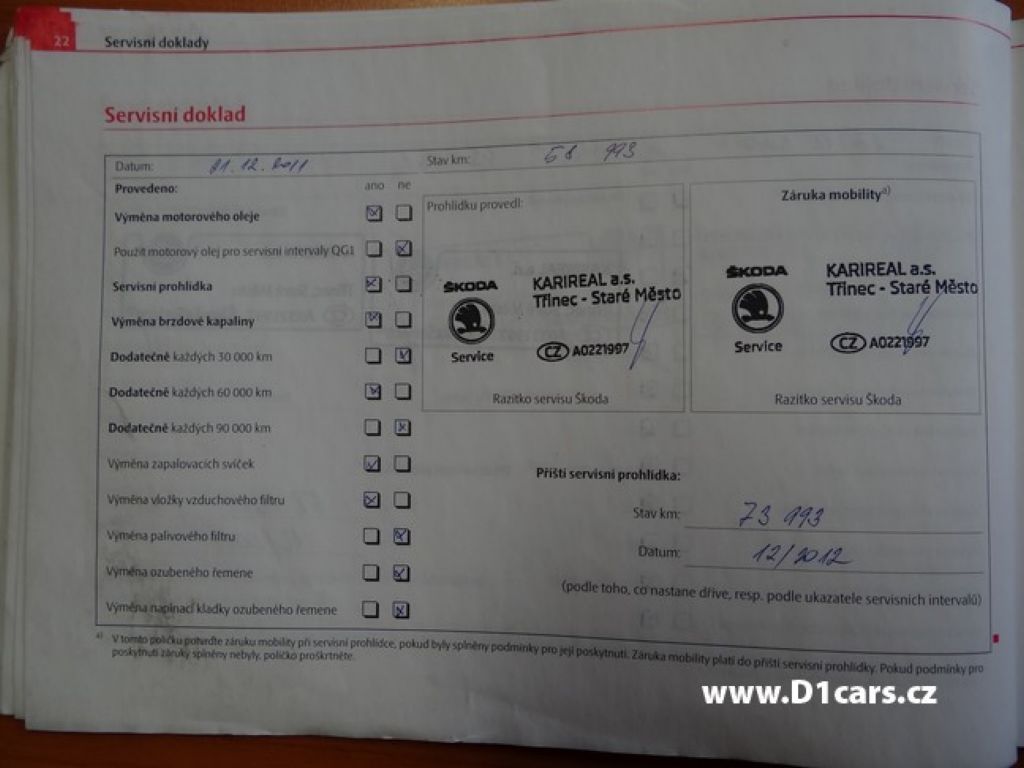 22 Servisní doklady
Servisní doklad
Datum: 21.12.2011 Stav km: 58 993
Provedeno: ano ne
Výměna motorového oleje
Použit motorový olej pro servisní intervaly QG1
Servisní prohlídka
Výměna brzdové kapaliny
Dodatečně každých 30 000 km
Dodatečně každých 60 000 km
Dodatečně každých 90 000 km
Výměna zapalovacích svíček
Výměna vložky vzduchového filtru
Výměna palivového filtru
Výměna ozubeného řemene
Výměna napínací kladky ozubeného řemene
Prohlídku provedl:
ŠKODA
Service
KARIREAL a.s.
Třinec - Staré Město
CZ A0221997
Razítko servisu Škoda
Záruka mobility a)
ŠKODA
Service
KARIREAL a.s.
Třinec - Staré Město
CZ A0221997
Razítko servisu Škoda
Příští servisní prohlídka:
Stav km: 73 993
Datum: 12/2012
(podle toho, co nastane dříve, resp. podle ukazatele servisních intervalů)
a) V tomto políčku potvrďte záruku mobility při servisní prohlídce, pokud byly splněny podmínky pro její poskytnutí. Záruka mobility platí do příští servisní prohlídky. Pokud podmínky pro
poskytnutí záruky splněny nebyly, políčko proškrtněte.
www.D1cars.cz